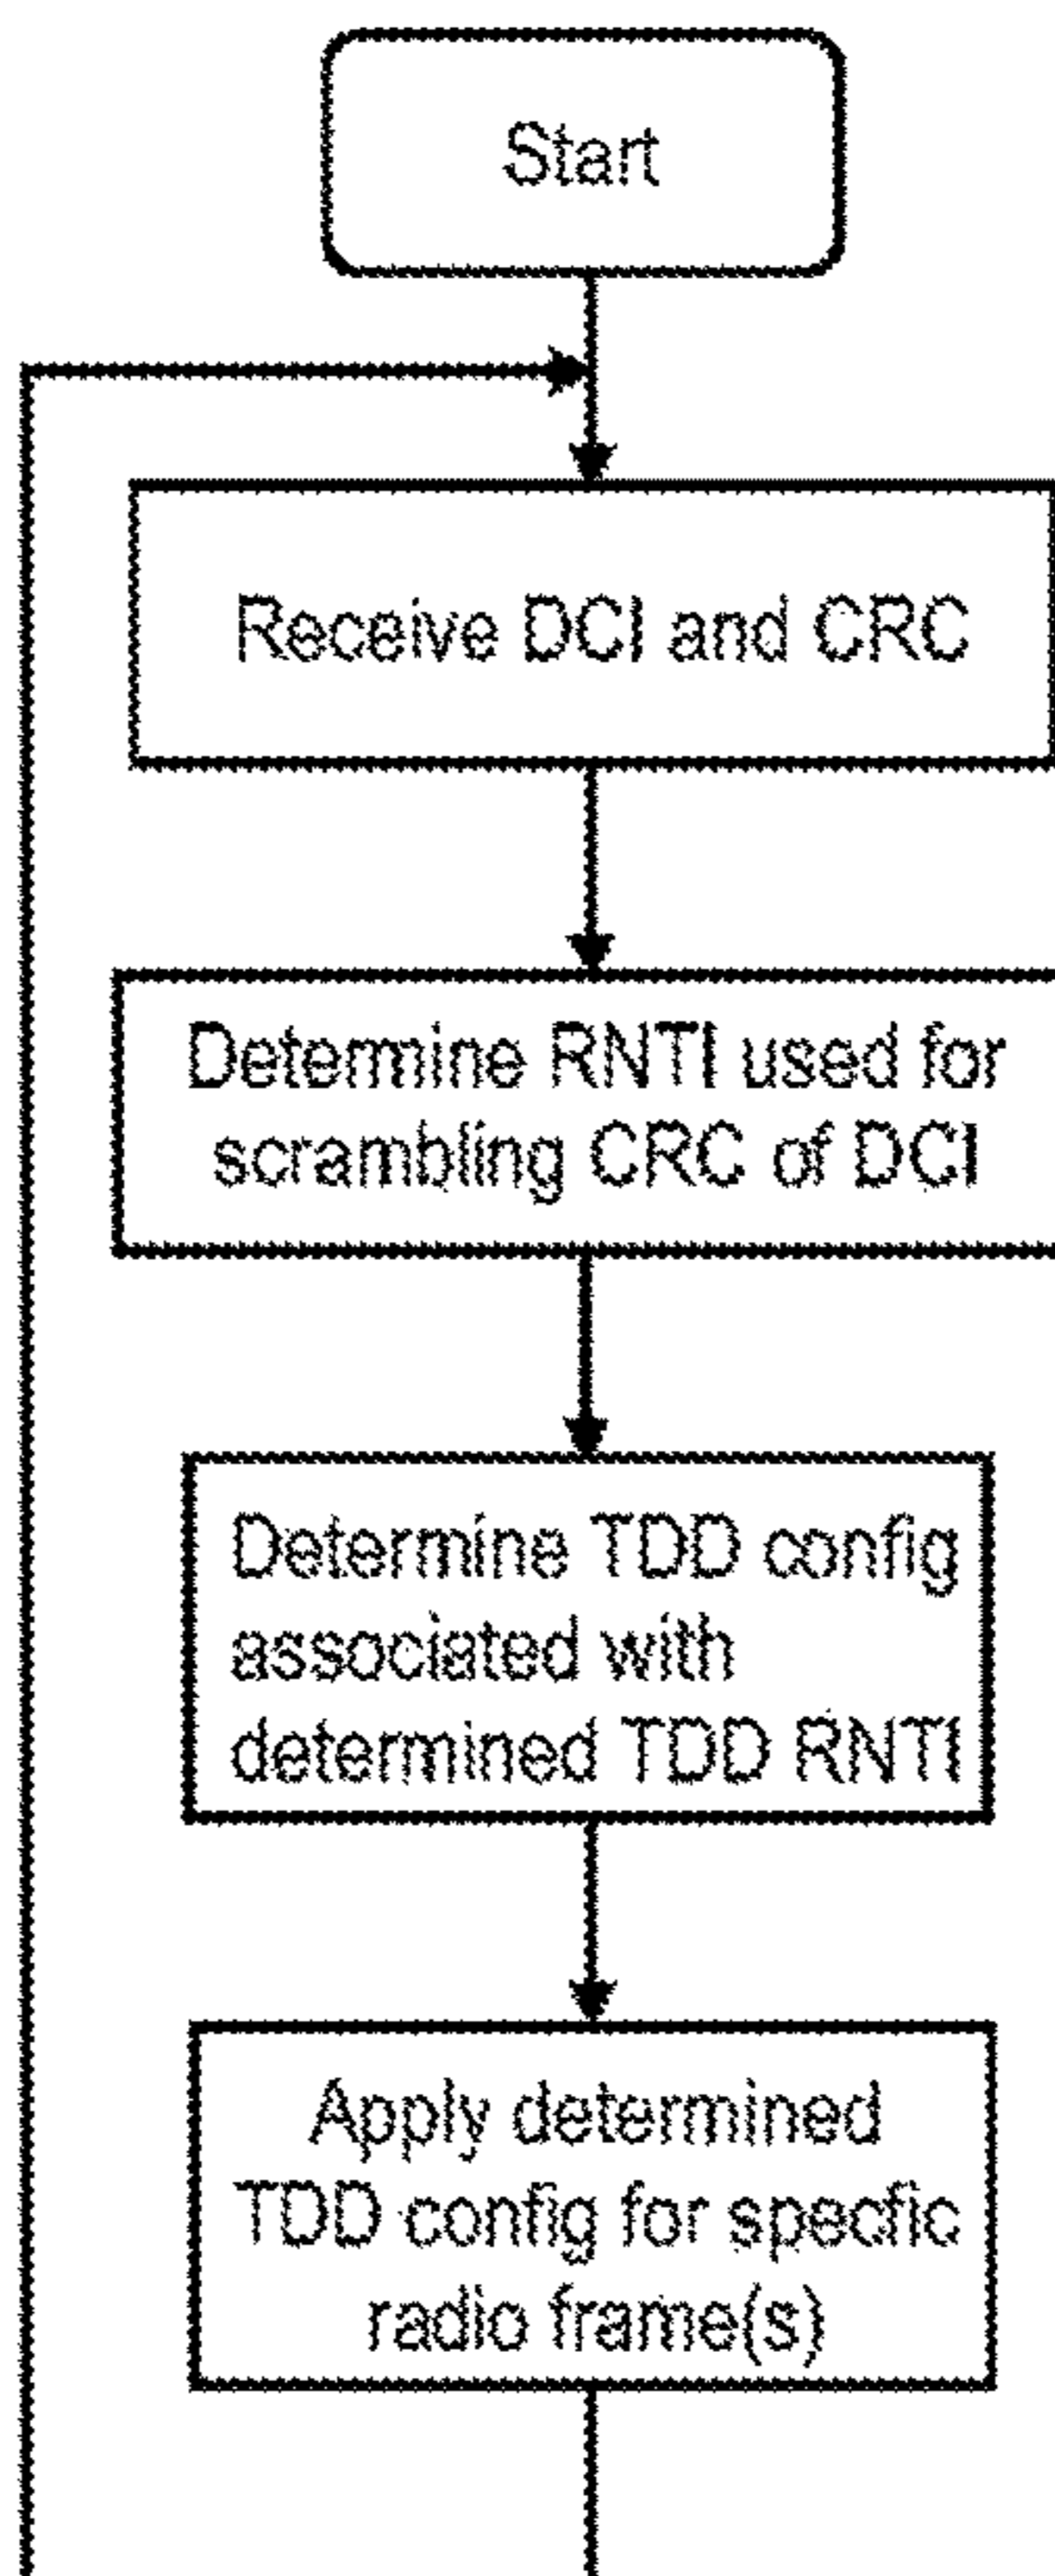 Start
Receive DCI and CRC
Determine RNTI used for
scrambling CRC of DCI
Determine TDD config
associated with
determined TDD RNTI
Apply determined
TDD config for specfic
radio frame(s)